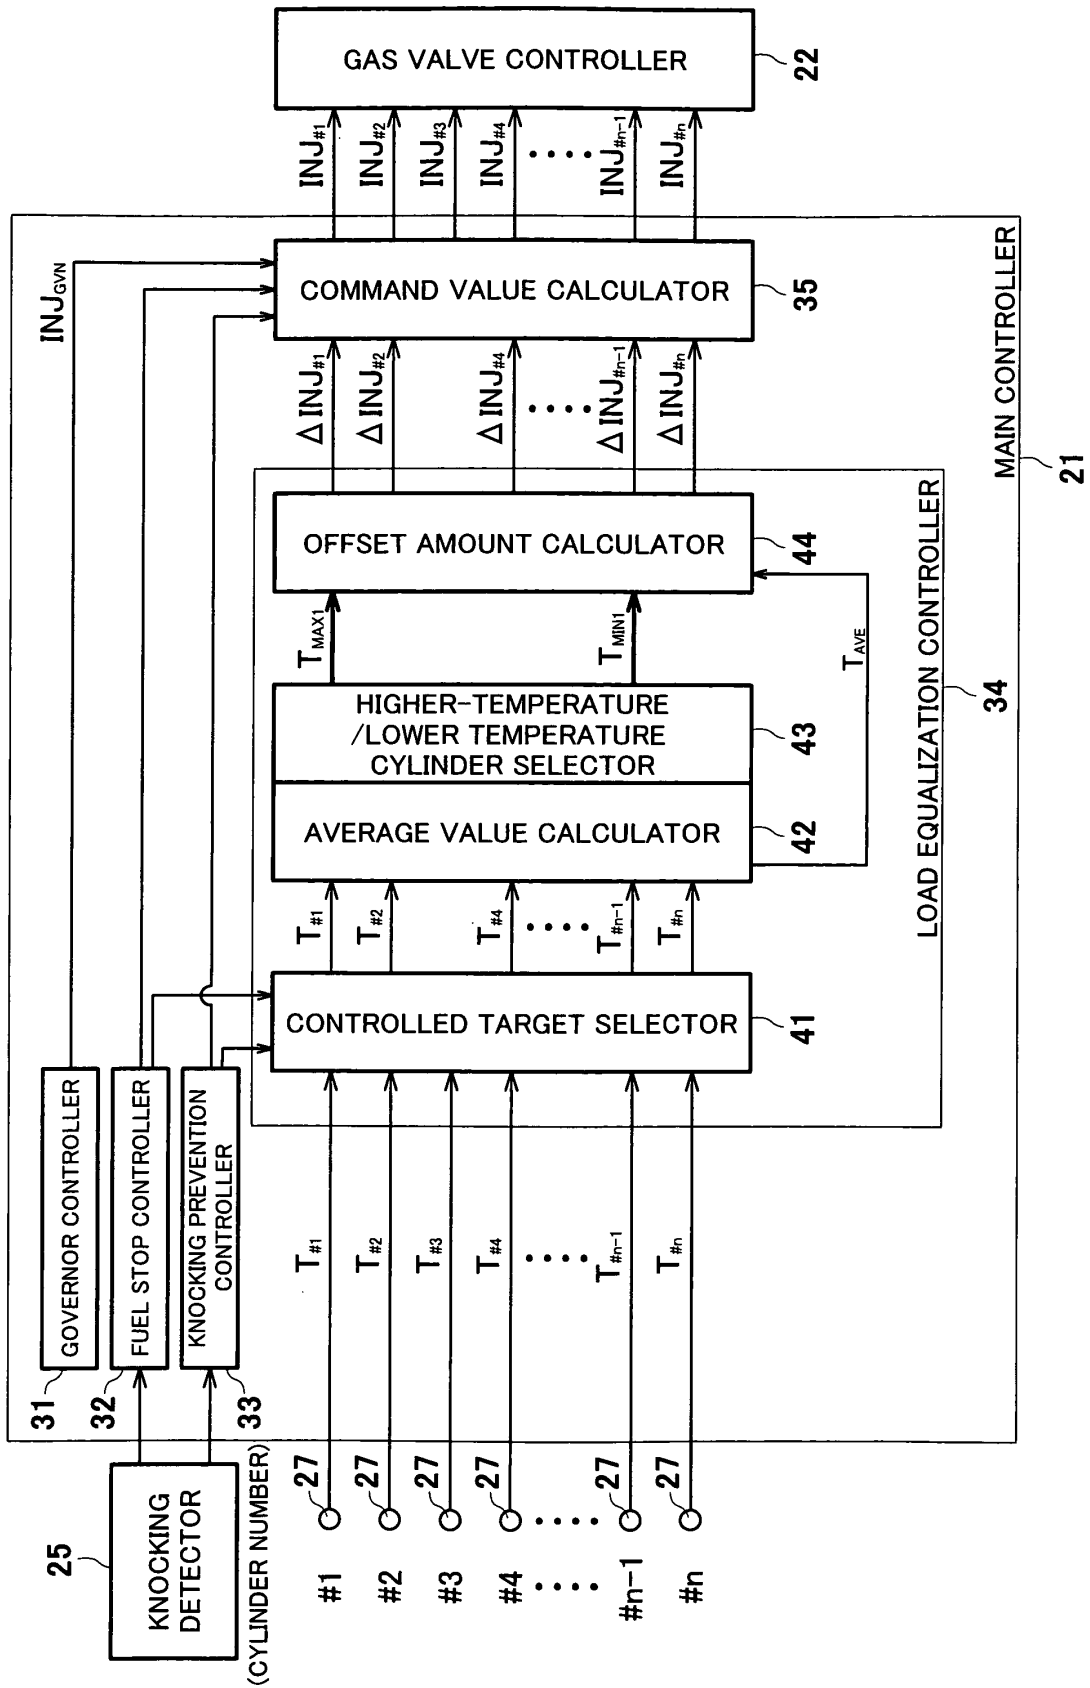 KNOCKING
DETECTOR
25
(CYLINDER NUMBER)
#1
#2
#3
#4
••••
#n-1
#n
27
27
27
27
••••
27
27
31
32
33
GOVERNOR CONTROLLER
FUEL STOP CONTROLLER
KNOCKING PREVENTION
CONTROLLER
T#1
T#2
T#3
T#4
••••
T#n-1
T#n
CONTROLLED TARGET SELECTOR
41
T#1
T#2
T#4
••••
T#n-1
T#n
AVERAGE VALUE CALCULATOR
42
HIGHER-TEMPERATURE
/LOWER TEMPERATURE
CYLINDER SELECTOR
43
TMAX1
TMIN1
TAVE
OFFSET AMOUNT CALCULATOR
44
LOAD EQUALIZATION CONTROLLER
34
ΔINJ#1
ΔINJ#2
ΔINJ#4
••••
ΔINJ#n-1
ΔINJ#n
INJGVN
COMMAND VALUE CALCULATOR
35
MAIN CONTROLLER
21
INJ#1
INJ#2
INJ#3
INJ#4
••••
INJ#n-1
INJ#n
GAS VALVE CONTROLLER
22